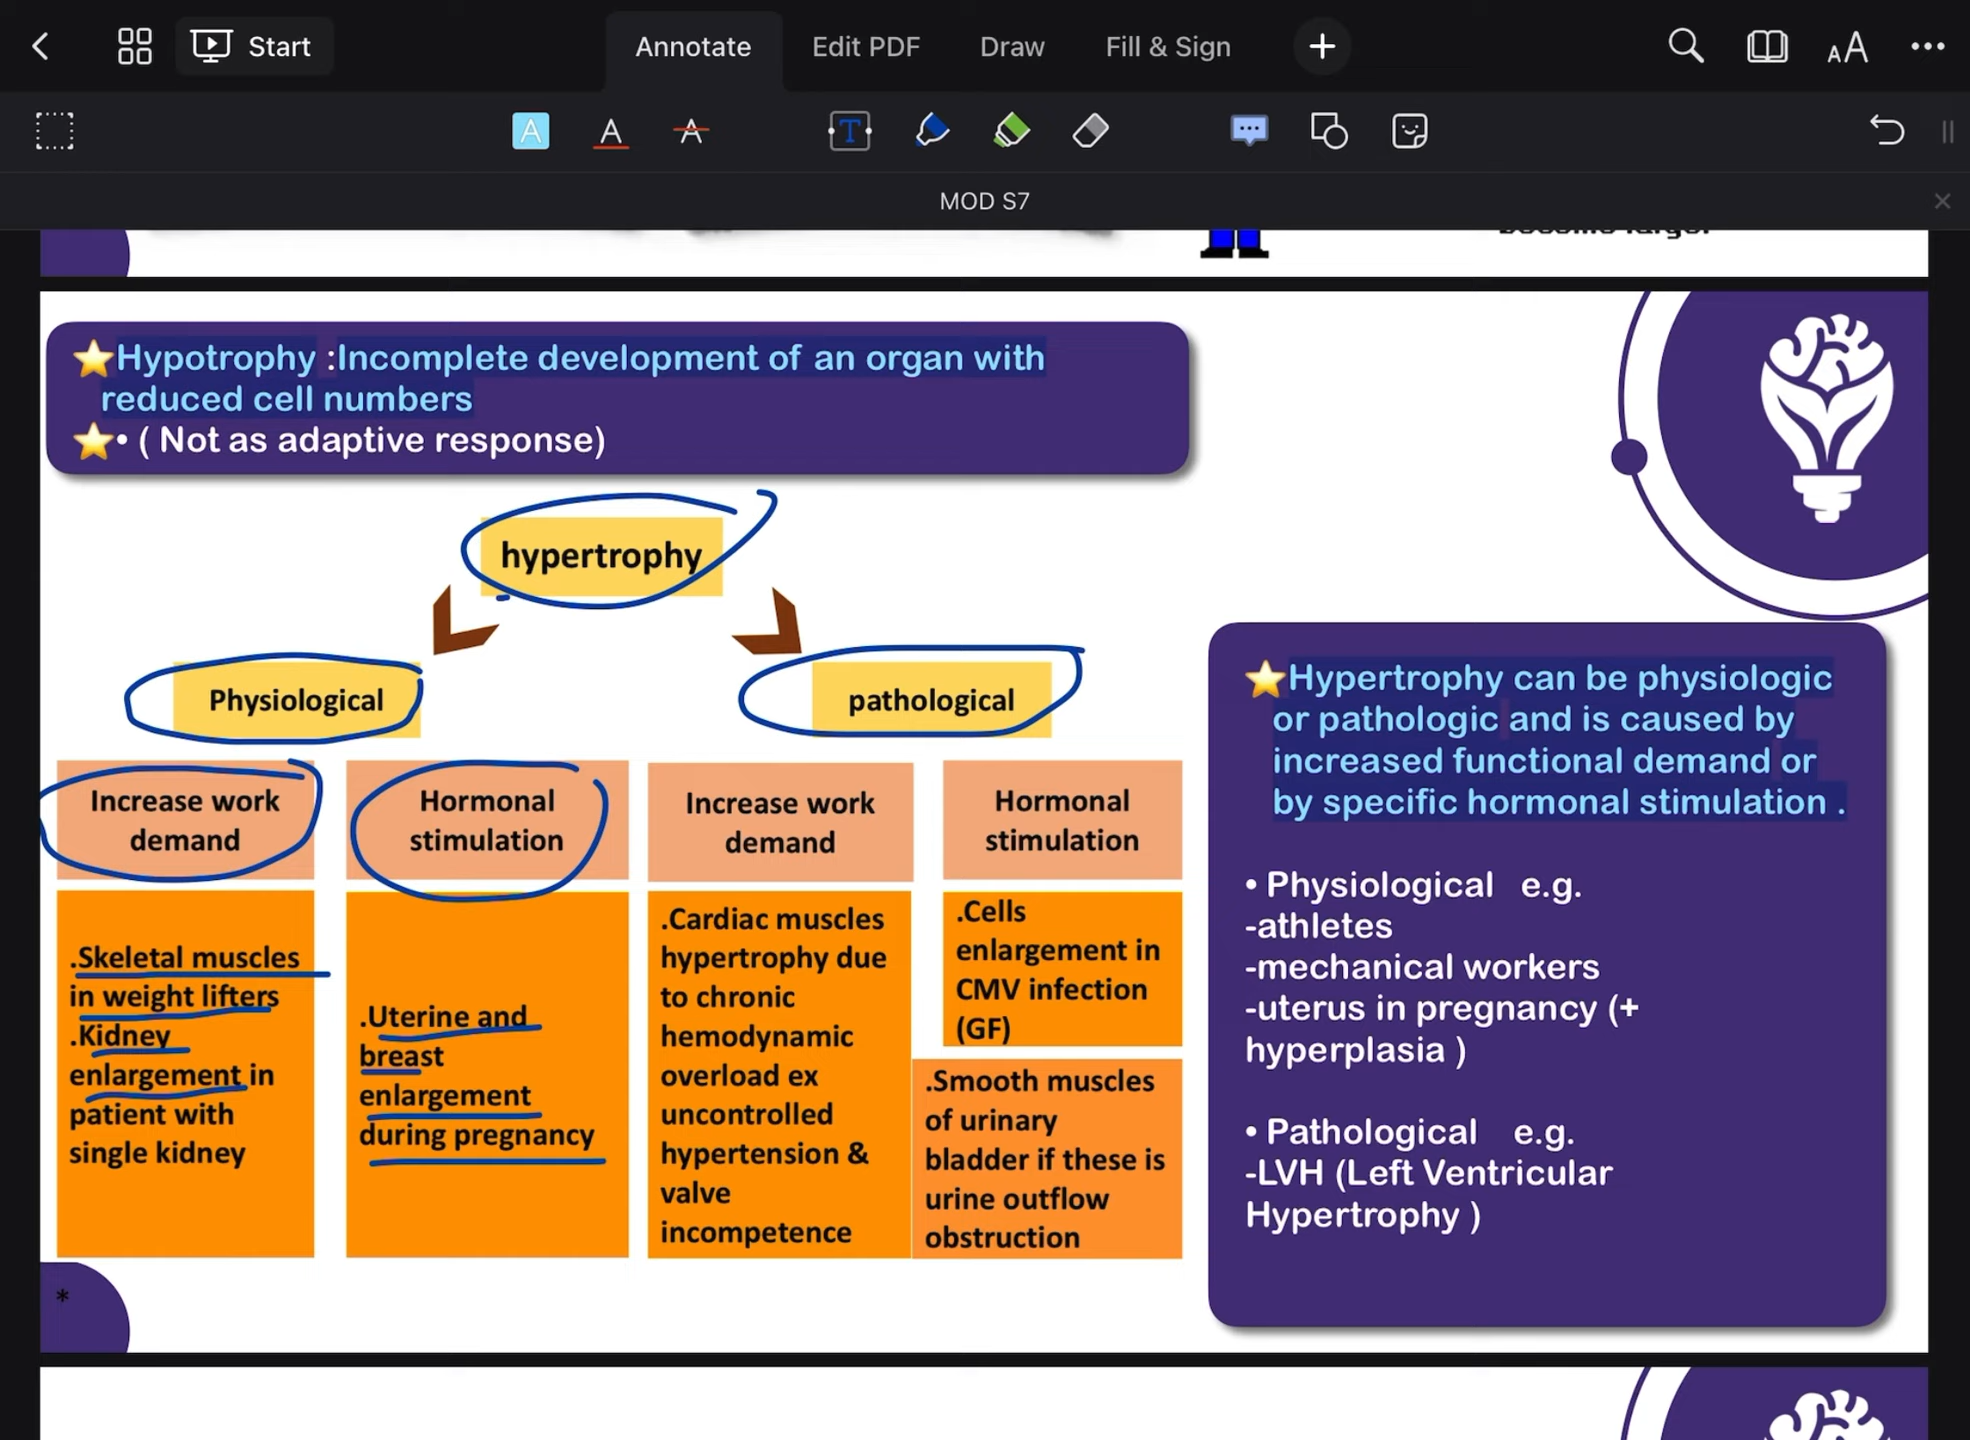 Start
Annotate
Edit PDF
Draw
Fill & Sign
MOD S7
⭐Hypotrophy :Incomplete development of an organ with
reduced cell numbers
⭐• ( Not as adaptive response)
hypertrophy
Physiological
pathological
Increase work
demand
Hormonal
stimulation
Increase work
demand
Hormonal
stimulation
.Skeletal muscles
in weight lifters
.Kidney
enlargement in
patient with
single kidney
.Uterine and
breast
enlargement
during pregnancy
.Cardiac muscles
hypertrophy due
to chronic
hemodynamic
overload ex
uncontrolled
hypertension &
valve
incompetence
.Cells
enlargement in
CMV infection
(GF)
.Smooth muscles
of urinary
bladder if these is
urine outflow
obstruction
⭐Hypertrophy can be physiologic
or pathologic and is caused by
increased functional demand or
by specific hormonal stimulation .
• Physiological e.g.
-athletes
-mechanical workers
-uterus in pregnancy (+
hyperplasia )
• Pathological e.g.
-LVH (Left Ventricular
Hypertrophy )
*